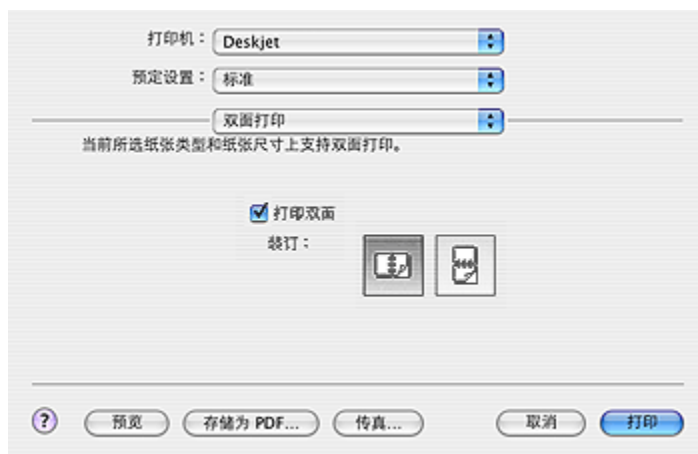 打印机： Deskjet
预定设置： 标准
双面打印
当前所选纸张类型和纸张尺寸上支持双面打印。
打印双面
装订：
? 预览 存储为 PDF... 传真... 取消 打印